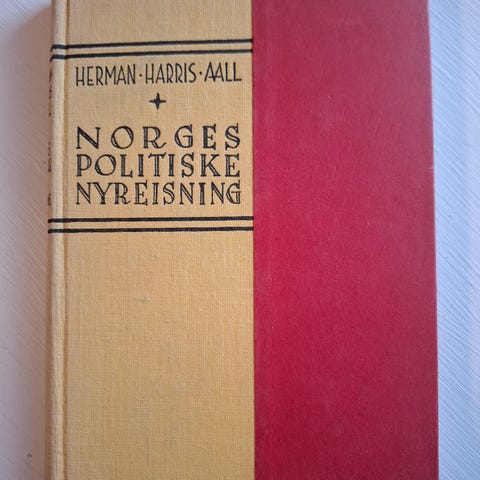 HERMAN·HARRIS·AALL
NORGES
POLITISKE
NYREISNING